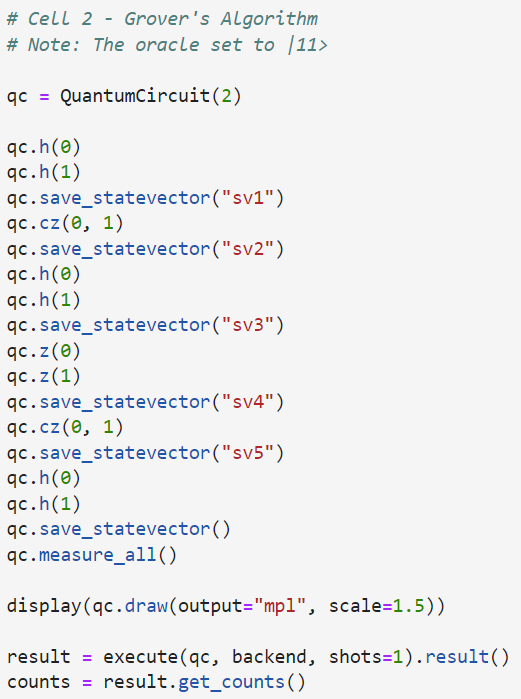 # Cell 2 - Grover's Algorithm
# Note: The oracle set to |11>
qc = QuantumCircuit(2)
qc.h(0)
qc.h(1)
qc.save_statevector("sv1")
qc.cz(0, 1)
qc.save_statevector("sv2")
qc.h(0)
qc.h(1)
qc.save_statevector("sv3")
qc.z(0)
qc.z(1)
qc.save_statevector("sv4")
qc.cz(0, 1)
qc.save_statevector("sv5")
qc.h(0)
qc.h(1)
qc.save_statevector()
qc.measure_all()
display(qc.draw(output="mpl", scale=1.5))
result = execute(qc, backend, shots=1).result()
counts = result.get_counts()